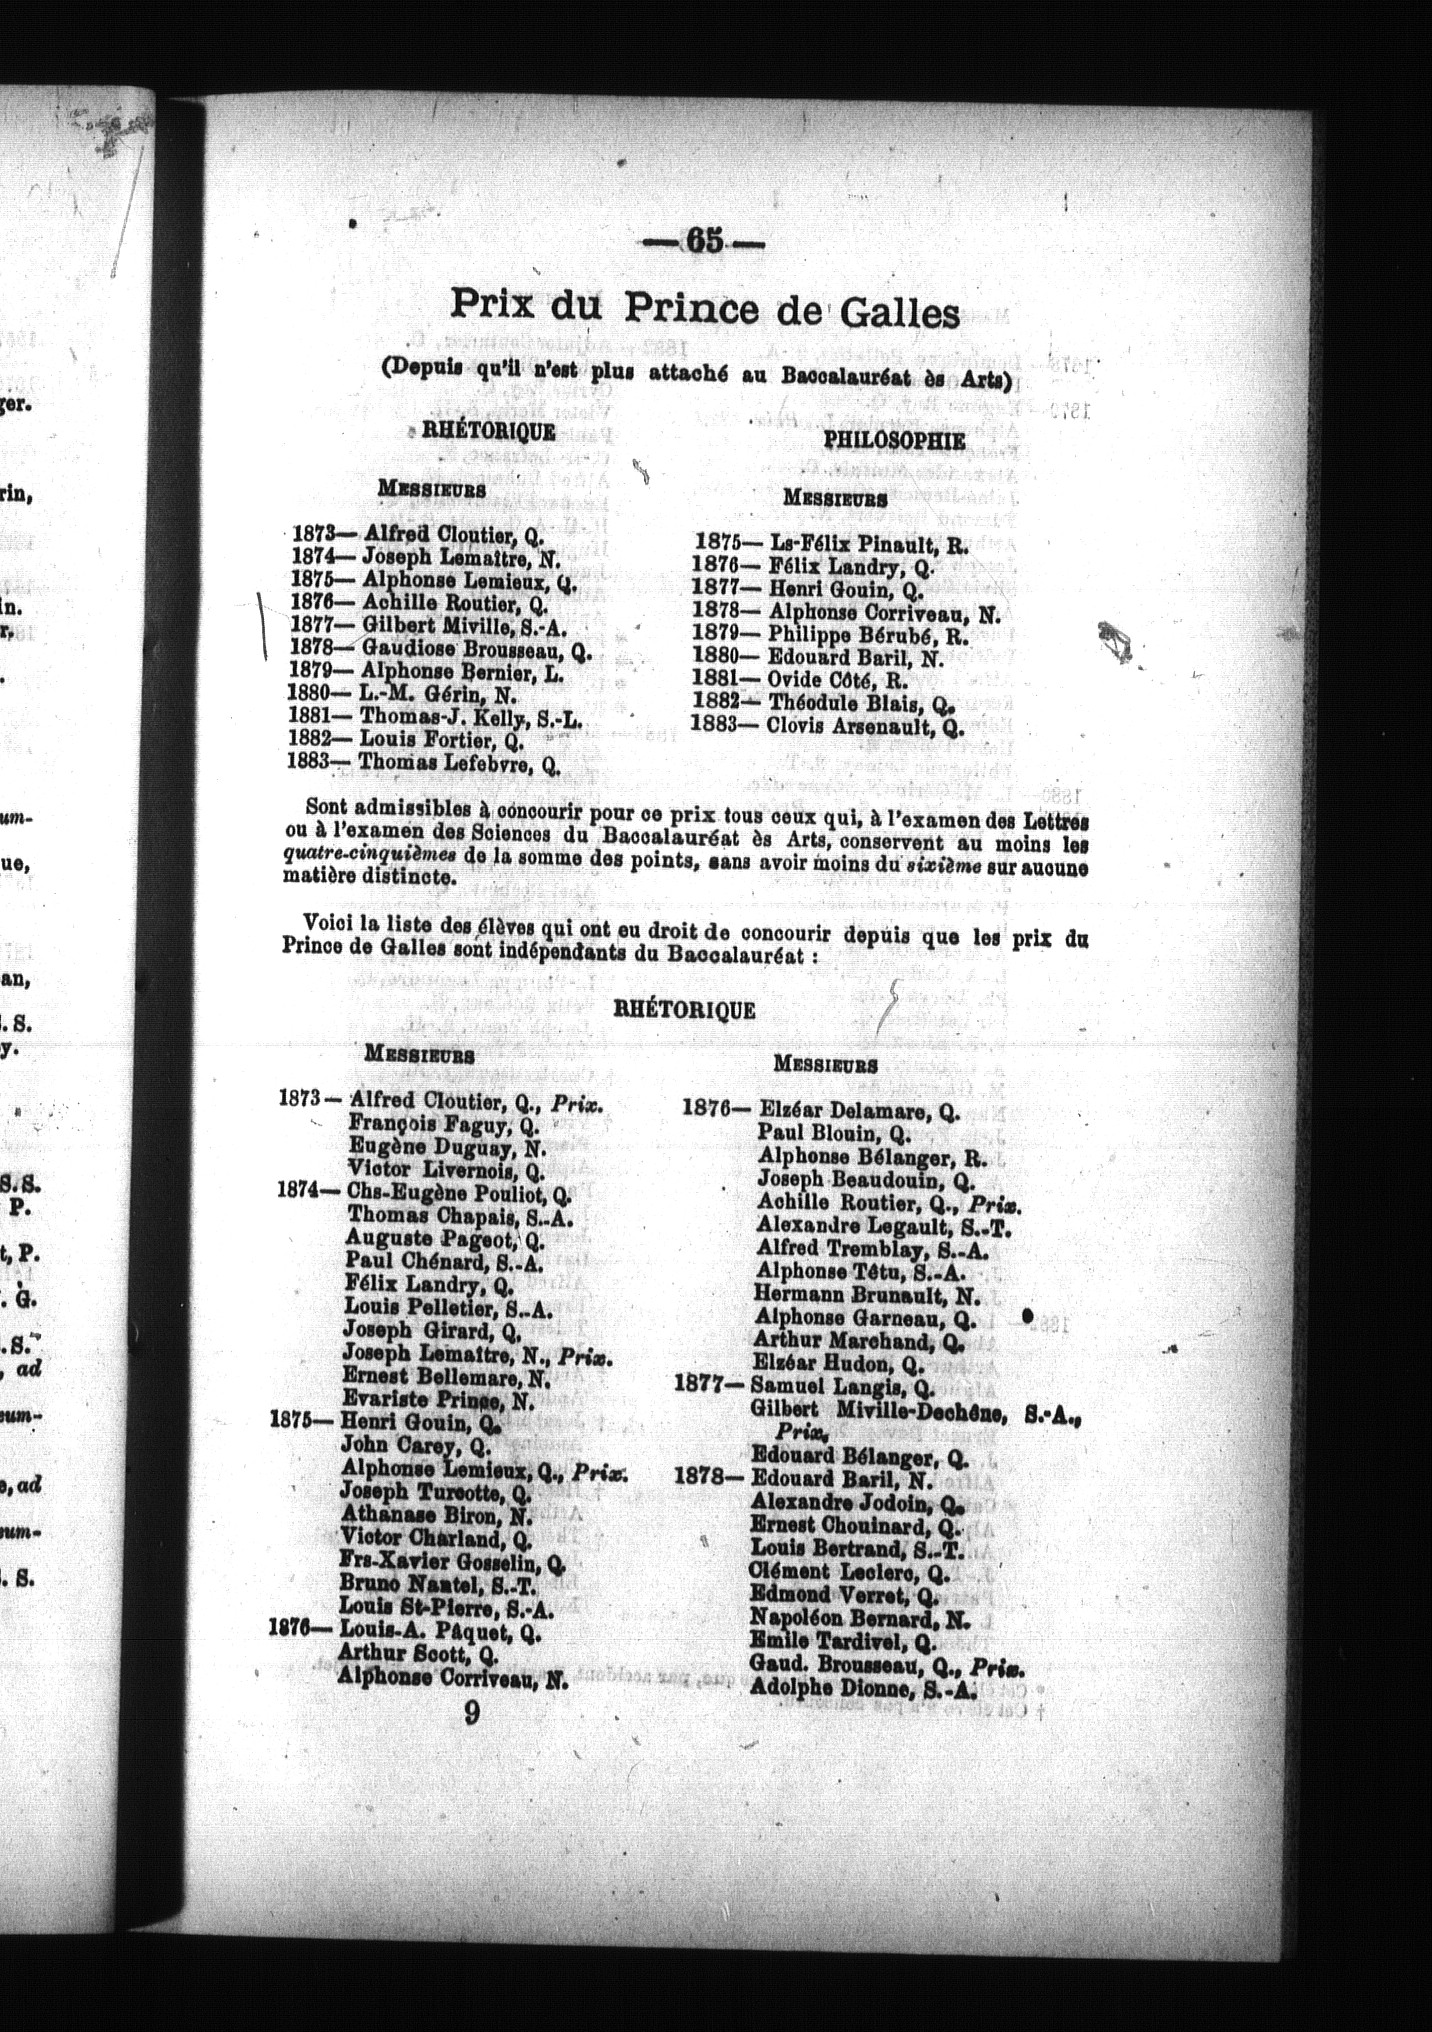 — 65 —
Prix du Prince de Galles
(Depuis qu'il n'est plus attaché au Baccalauréat ès Arts)
RHÉTORIQUE
MESSIEURS
1873— Alfred Cloutier, Q.
1874— Joseph Lemaître, N.
1875— Alphonse Lemieux, Q.
1876— Achille Routier, Q.
1877— Gilbert Miville, S.-A.
1878— Gaudiose Brousseau, Q.
1879— Alphonse Bernier, L.
1880— L.-M. Gérin, N.
1881— Thomas-J. Kelly, S.-L.
1882— Louis Fortier, Q.
1883— Thomas Lefebvre, Q.
PHILOSOPHIE
MESSIEURS
1875— Ls-Félix Pinault, R.
1876— Félix Landry, Q.
1877— Henri Gouin, Q.
1878— Alphonse Corriveau, N.
1879— Philippe Bérubé, R.
1880— Edouard Baril, N.
1881— Ovide Côté, R.
1882— Théodule Blais, Q.
1883— Clovis Arsenault, Q.
Sont admissibles à concourir pour ce prix tous ceux qui, à l'examen des Lettres
ou à l'examen des Sciences du Baccalauréat ès Arts, conservent au moins les
quatre-cinquièmes de la somme des points, sans avoir moins du sixième sur aucune
matière distincte.
Voici la liste des élèves qui ont eu droit de concourir depuis que les prix du
Prince de Galles sont indépendants du Baccalauréat :
RHÉTORIQUE
MESSIEURS
1873— Alfred Cloutier, Q., Prix.
François Faguy, Q.
Eugène Duguay, N.
Victor Livernois, Q.
1874— Chs-Eugène Pouliot, Q.
Thomas Chapais, S.-A.
Auguste Pageot, Q.
Paul Chénard, S.-A.
Félix Landry, Q.
Louis Pelletier, S.-A.
Joseph Girard, Q.
Joseph Lemaître, N., Prix.
Ernest Bellemare, N.
Evariste Prince, N.
1875— Henri Gouin, Q.
John Carey, Q.
Alphonse Lemieux, Q., Prix.
Joseph Turcotte, Q.
Athanase Biron, N.
Victor Charland, Q.
Frs-Xavier Gosselin, Q.
Bruno Nantel, S.-T.
Louis St-Pierre, S.-A.
1876— Louis-A. Pâquet, Q.
Arthur Scott, Q.
Alphonse Corriveau, N.
MESSIEURS
1876— Elzéar Delamare, Q.
Paul Blouin, Q.
Alphonse Bélanger, R.
Joseph Beaudouin, Q.
Achille Routier, Q., Prix.
Alexandre Legault, S.-T.
Alfred Tremblay, S.-A.
Alphonse Têtu, S.-A.
Hermann Brunault, N.
Alphonse Garneau, Q.
Arthur Marchand, Q.
Elzéar Hudon, Q.
1877— Samuel Langis, Q.
Gilbert Miville-Dechêne, S.-A.,
Prix.
Edouard Bélanger, Q.
1878— Edouard Baril, N.
Alexandre Jodoin, Q.
Ernest Chouinard, Q.
Louis Bertrand, S.-T.
Clément Leclerc, Q.
Edmond Verret, Q.
Napoléon Bernard, N.
Emile Tardivel, Q.
Gaud. Brousseau, Q., Prix.
Adolphe Dionne, S.-A.
9